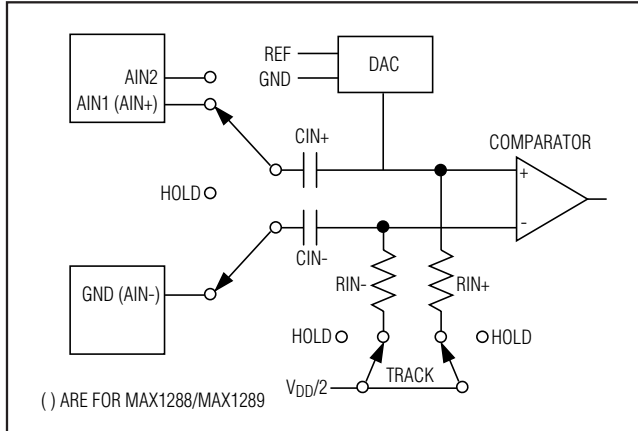 REF
GND
DAC
AIN2
AIN1 (AIN+)
CIN+
COMPARATOR
HOLD
+
-
CIN-
GND (AIN-)
RIN-
RIN+
HOLD
HOLD
TRACK
VDD/2
( ) ARE FOR MAX1288/MAX1289